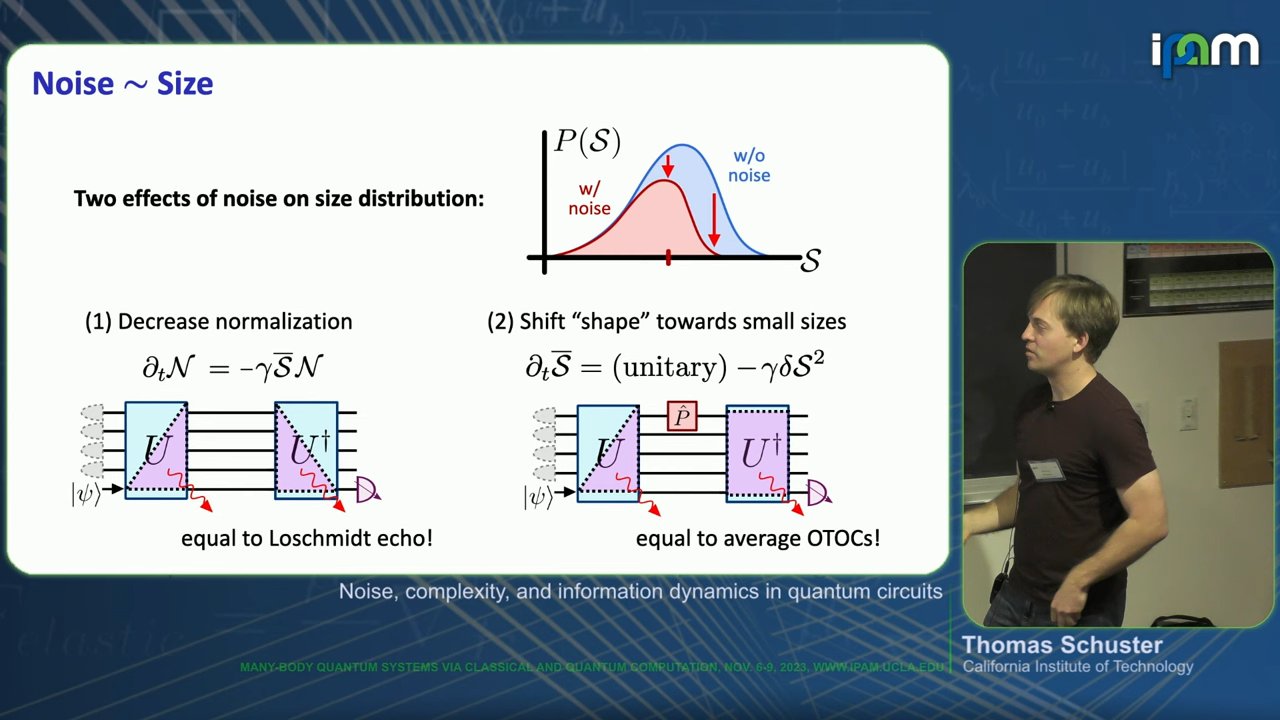 ipam
Noise ~ Size
P(𝒮)
w/o
noise
w/
noise
𝒮
Two effects of noise on size distribution:
(1) Decrease normalization
∂ₜ𝒩 = −γ𝒮̅𝒩
U
U†
|ψ⟩
equal to Loschmidt echo!
(2) Shift “shape” towards small sizes
∂ₜ𝒮̅ = (unitary) −γδ𝒮²
P̂
U
U†
|ψ⟩
equal to average OTOCs!
Noise, complexity, and information dynamics in quantum circuits
Thomas Schuster
California Institute of Technology
MANY-BODY QUANTUM SYSTEMS VIA CLASSICAL AND QUANTUM COMPUTATION, NOV. 6-9, 2023, WWW.IPAM.UCLA.EDU